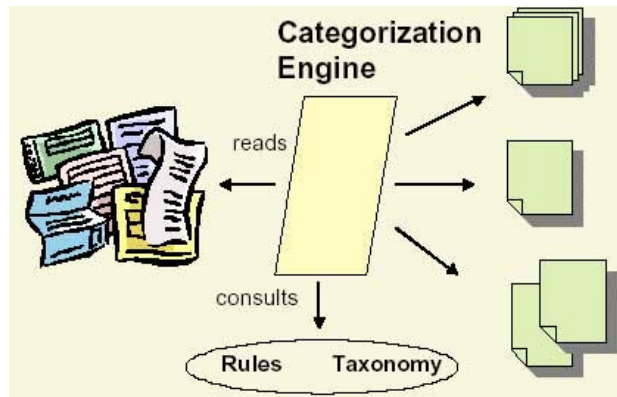 Categorization
Engine
reads
consults
Rules Taxonomy